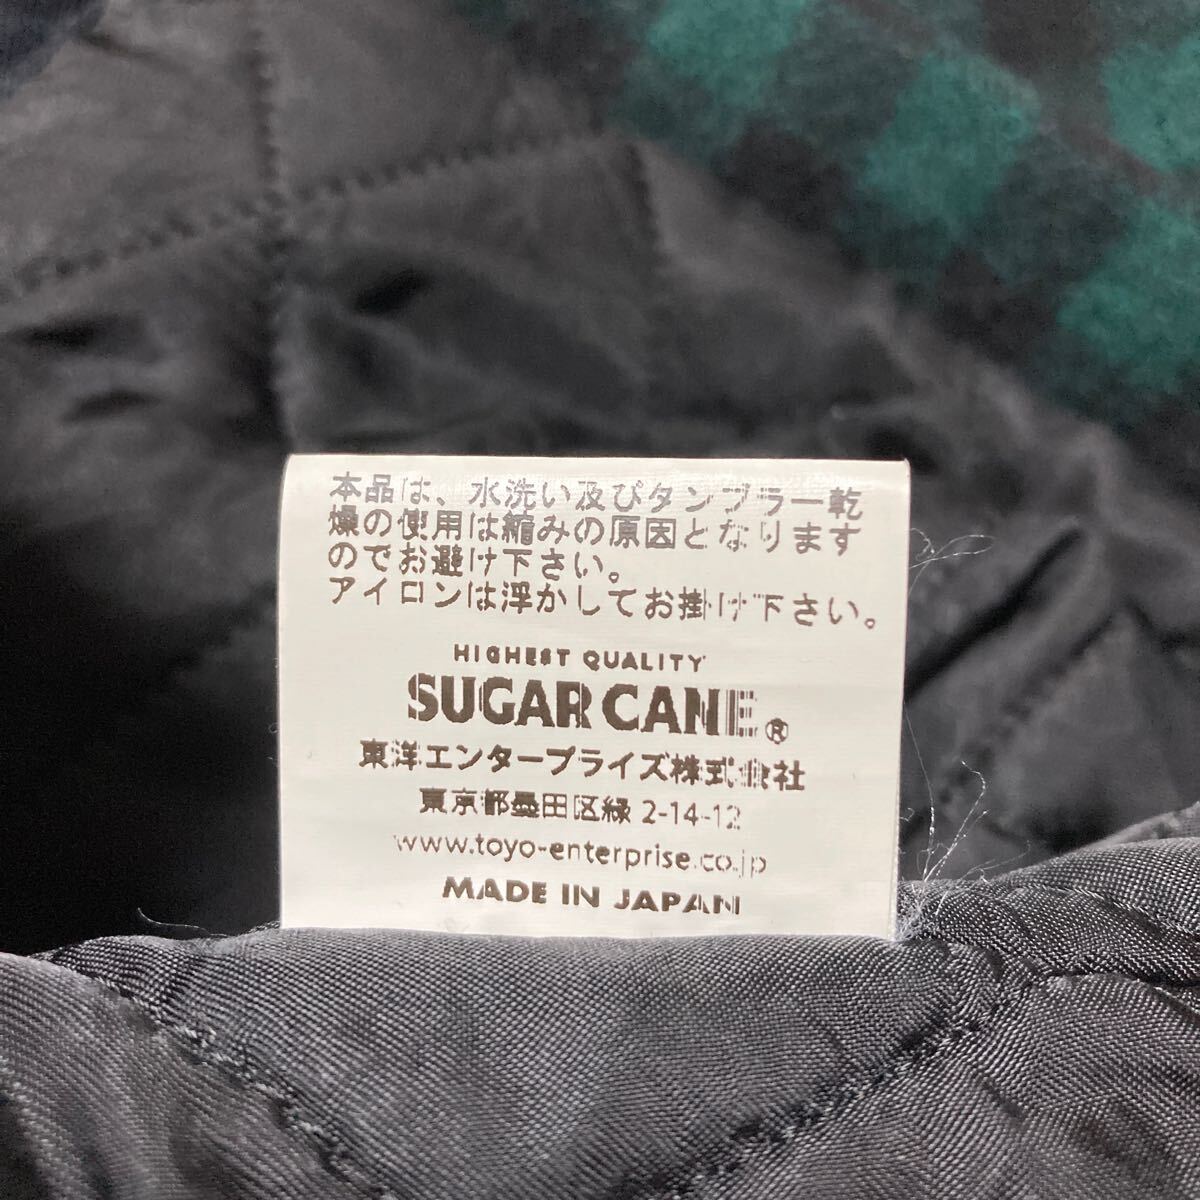 本品は、水洗い及びタンブラー乾
燥の使用は縮みの原因となります
のでお避け下さい。
アイロンは浮かしてお掛け下さい。
HIGHEST QUALITY
SUGAR CANE®
東洋エンタープライズ株式会社
東京都墨田区緑 2-14-12
www.toyo-enterprise.co.jp
MADE IN JAPAN